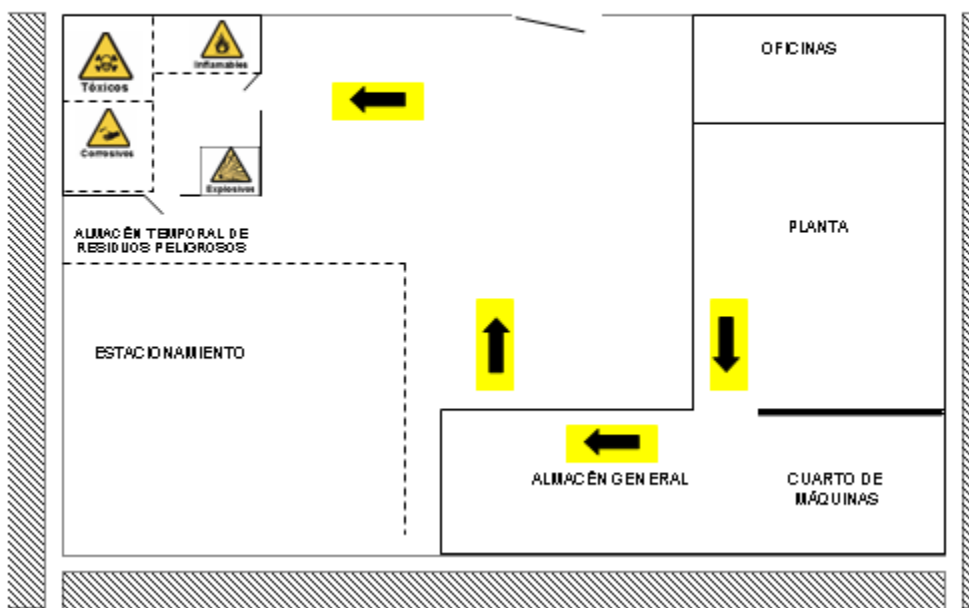 Tóxicos
Inflamables
OFICINAS
Corrosivos
Explosivos
PLANTA
ALMACÉN TEMPORAL DE
RESIDUOS PELIGROSOS
ESTACIONAMIENTO
ALMACÉN GENERAL
CUARTO DE
MÁQUINAS